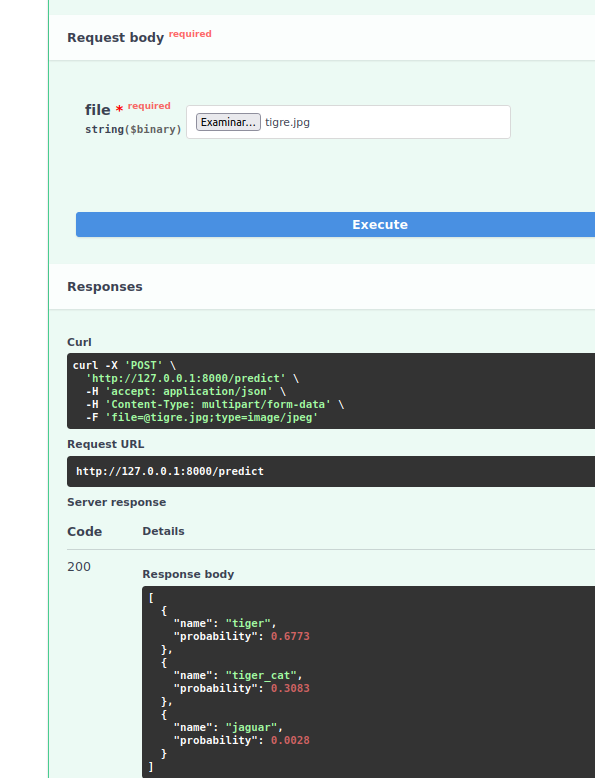 Request body required
file * required
string($binary)
Examinar... tigre.jpg
Execute
Responses
Curl
curl -X 'POST' \
  'http://127.0.0.1:8000/predict' \
  -H 'accept: application/json' \
  -H 'Content-Type: multipart/form-data' \
  -F 'file=@tigre.jpg;type=image/jpeg'
Request URL
http://127.0.0.1:8000/predict
Server response
Code Details
200
Response body
[
  {
    "name": "tiger",
    "probability": 0.6773
  },
  {
    "name": "tiger_cat",
    "probability": 0.3083
  },
  {
    "name": "jaguar",
    "probability": 0.0028
  }
]